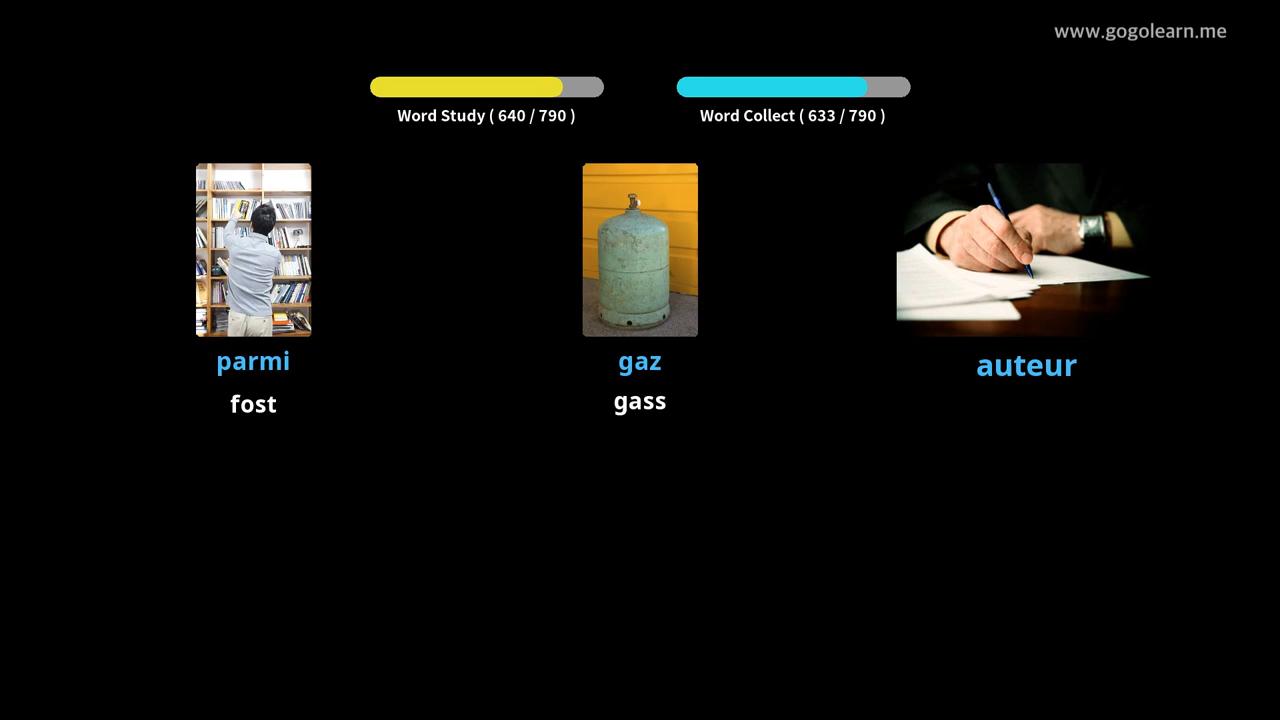 www.gogolearn.me
Word Study ( 640 / 790 )
Word Collect ( 633 / 790 )
parmi
gaz
auteur
fost
gass